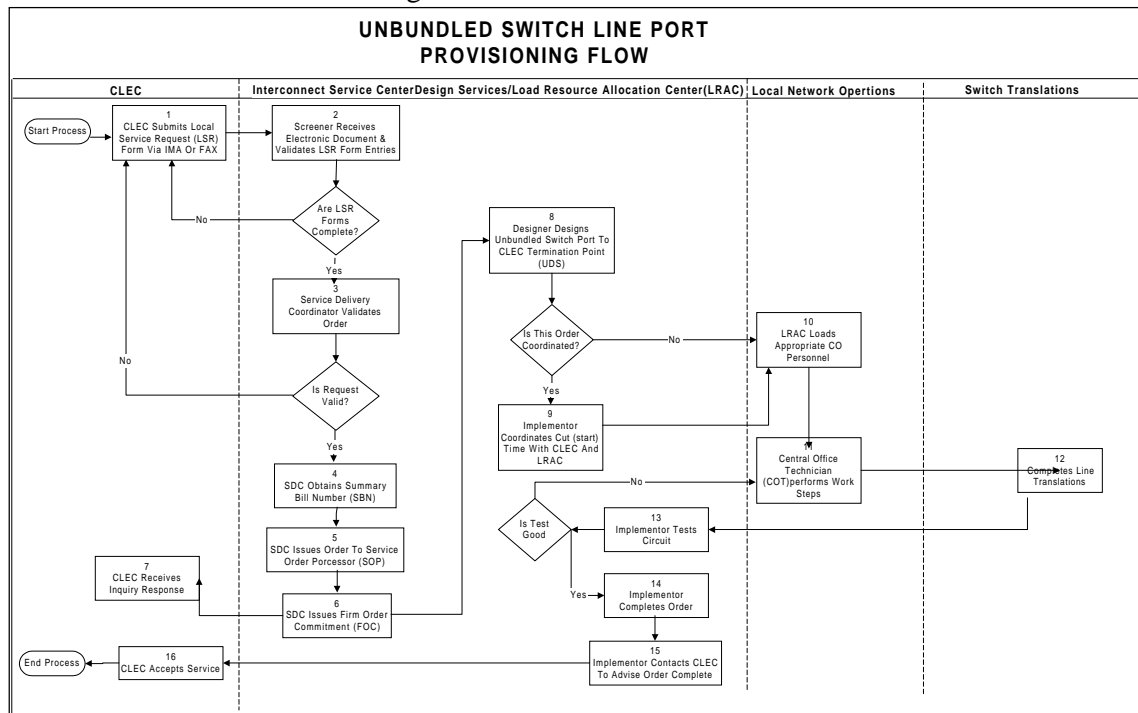 UNBUNDLED SWITCH LINE PORT
PROVISIONING FLOW
CLEC
Interconnect Service Center
Design Services/Load Resource Allocation Center(LRAC)
Local Network Opertions
Switch Translations
Start Process
1
CLEC Submits Local
Service Request (LSR)
Form Via IMA Or FAX
2
Screener Receives
Electronic Document &
Validates LSR Form Entries
Are LSR
Forms
Complete?
No
Yes
3
Service Delivery
Coordinator Validates
Order
Is Request
Valid?
No
Yes
4
SDC Obtains Summary
Bill Number (SBN)
5
SDC Issues Order To Service
Order Porcessor (SOP)
6
SDC Issues Firm Order
Commitment (FOC)
7
CLEC Receives
Inquiry Response
8
Designer Designs
Unbundled Switch Port To
CLEC Termination Point
(UDS)
Is This Order
Coordinated?
No
Yes
9
Implementor
Coordinates Cut (start)
Time With CLEC And
LRAC
10
LRAC Loads
Appropriate CO
Personnel
11
Central Office
Technician
(COT)performs Work
Steps
12
Completes Line
Translations
13
Implementor Tests
Circuit
Is Test
Good
No
Yes
14
Implementor
Completes Order
15
Implementor Contacts CLEC
To Advise Order Complete
16
CLEC Accepts Service
End Process